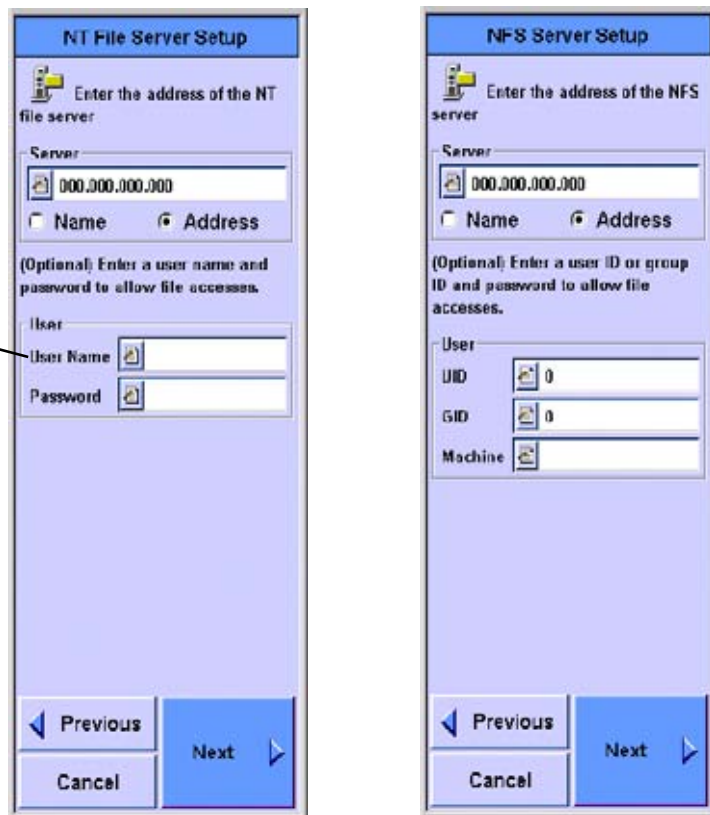 NT File Server Setup
Enter the address of the NT
file server
Server
000.000.000.000
Name Address
(Optional) Enter a user name and
password to allow file accesses.
User
User Name
Password
Previous
Next
Cancel
NFS Server Setup
Enter the address of the NFS
server
Server
000.000.000.000
Name Address
(Optional) Enter a user ID or group
ID and password to allow file
accesses.
User
UID 0
GID 0
Machine
Previous
Next
Cancel